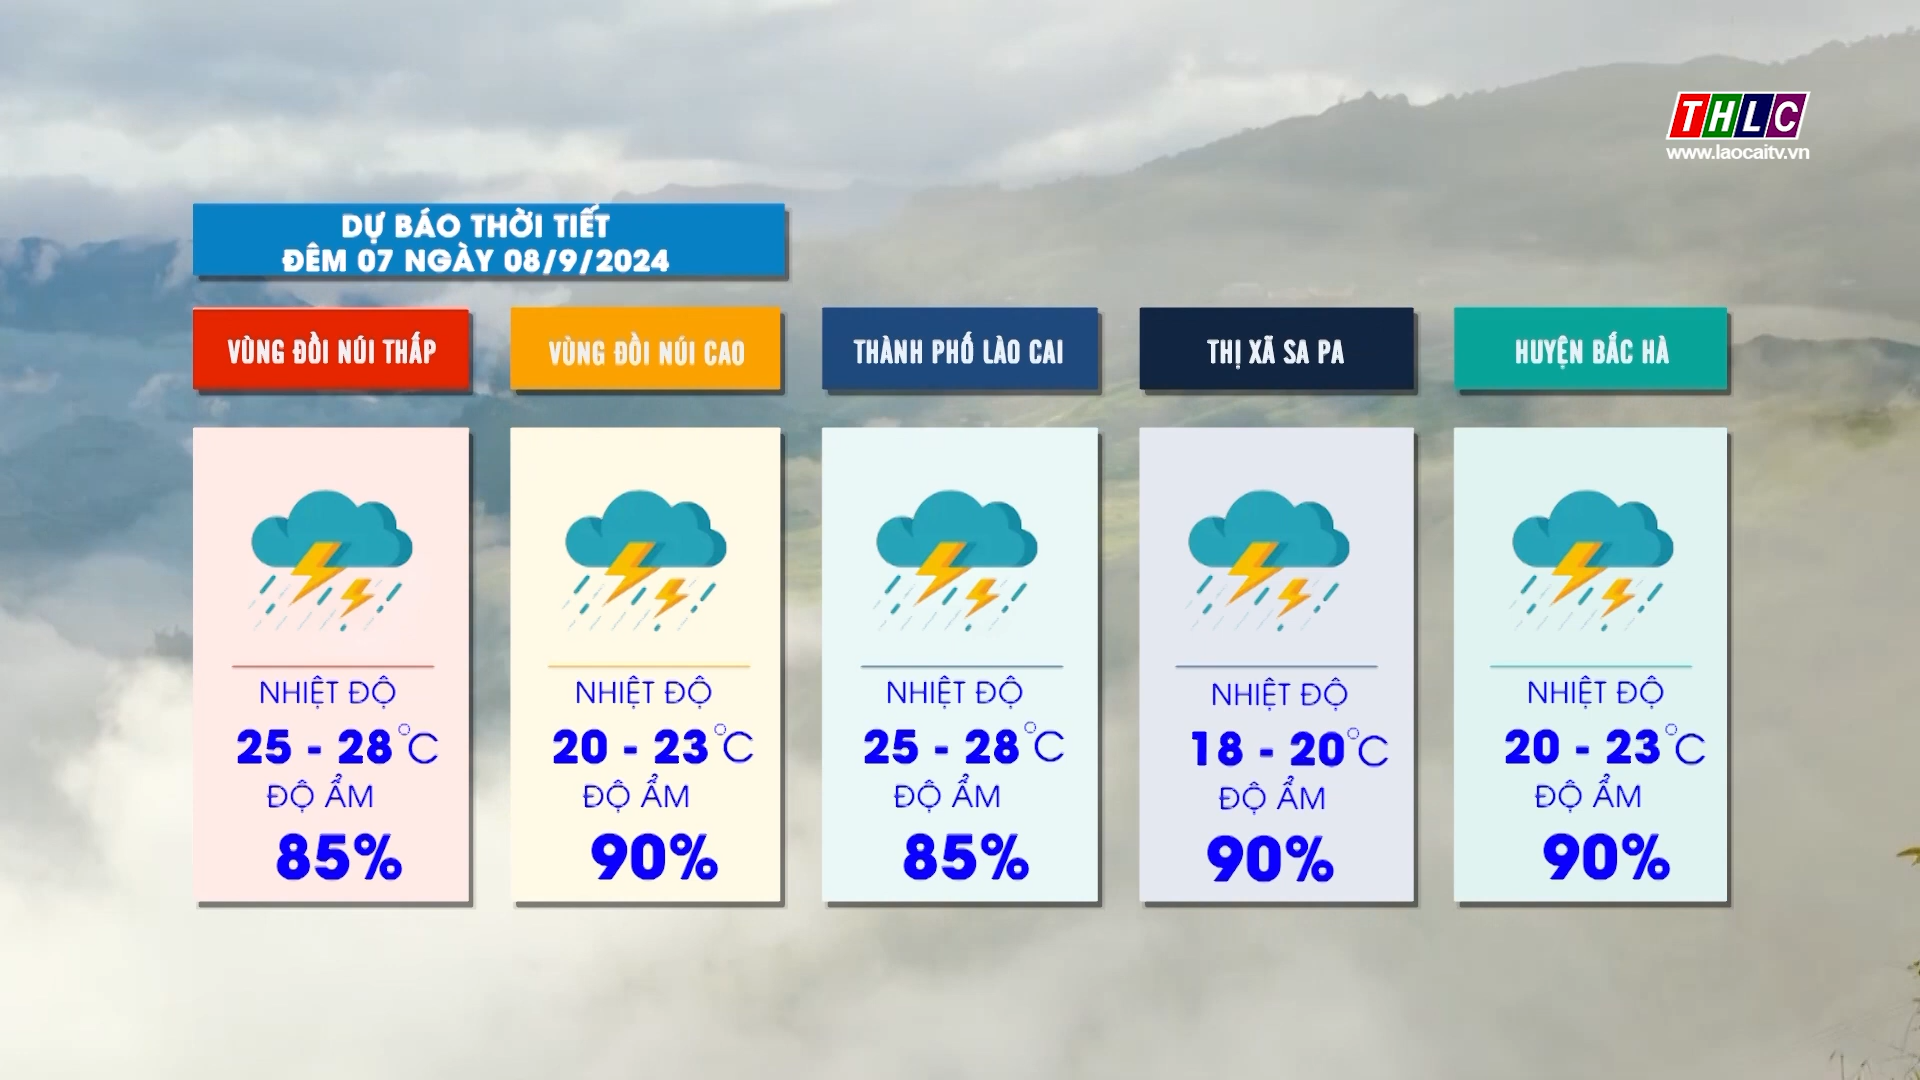 THLC
www.laocaitv.vn
DỰ BÁO THỜI TIẾT
ĐÊM 07 NGÀY 08/9/2024
VÙNG ĐỒI NÚI THẤP
NHIỆT ĐỘ
25 - 28°C
ĐỘ ẨM
85%
VÙNG ĐỒI NÚI CAO
NHIỆT ĐỘ
20 - 23°C
ĐỘ ẨM
90%
THÀNH PHỐ LÀO CAI
NHIỆT ĐỘ
25 - 28°C
ĐỘ ẨM
85%
THỊ XÃ SA PA
NHIỆT ĐỘ
18 - 20°C
ĐỘ ẨM
90%
HUYỆN BẮC HÀ
NHIỆT ĐỘ
20 - 23°C
ĐỘ ẨM
90%